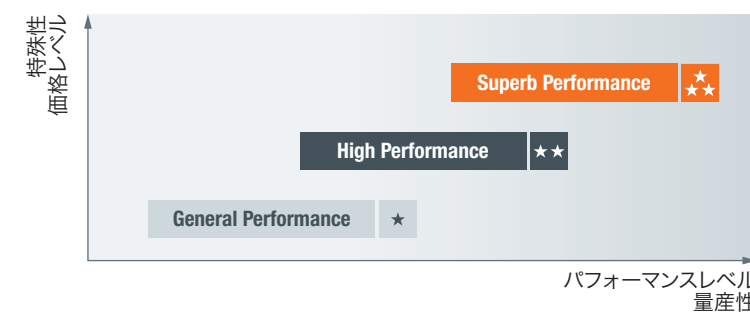 特殊性
価格レベル
Superb Performance
High Performance
General Performance
パフォーマンスレベル
量産性